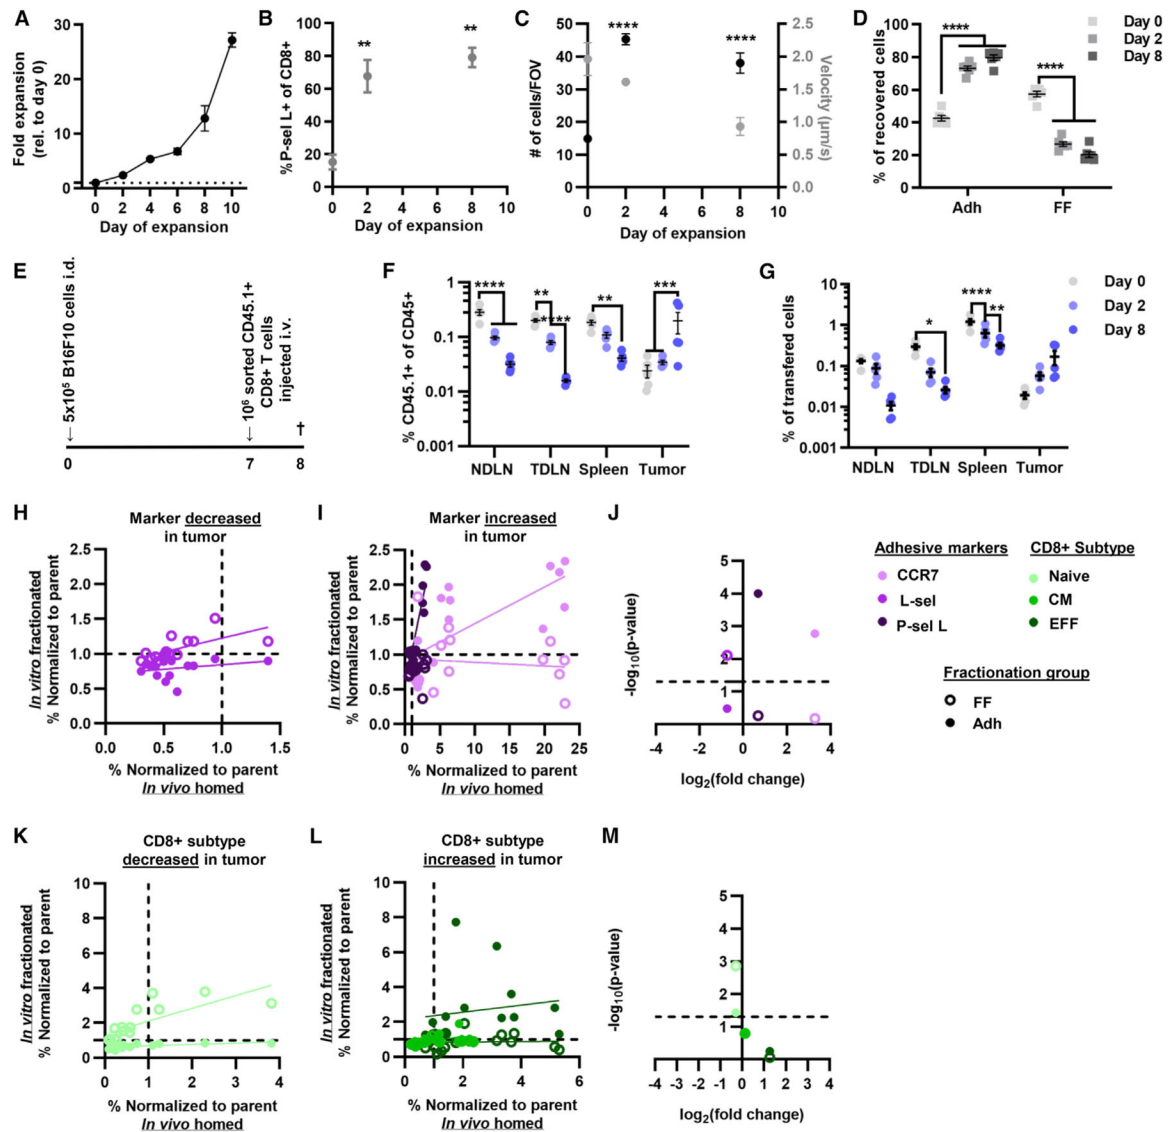 A
Fold expansion
(rel. to day 0)
30
20
10
1
0 2 4 6 8 10
Day of expansion
B
%P-sel L+ of CD8+
100
80
60
40
20
0
** **
0 2 4 6 8 10
Day of expansion
C
# of cells/FOV
50
40
30
20
10
0
**** ****
2.5
2.0
1.5
1.0
0.5
0.0
Velocity (µm/s)
0 2 4 6 8 10
Day of expansion
D
% of recovered cells
100
80
60
40
20
0
**** ****
Adh FF
Day 0
Day 2
Day 8
E
5x10⁵ B16F10 cells i.d.
10⁶ sorted CD45.1+
CD8+ T cells
injected i.v.
↓ ↓ †
0 7 8
F
% CD45.1+ of CD45+
1
0.1
0.01
0.001
**** ** **** ** ***
NDLN TDLN Spleen Tumor
G
% of transfered cells
10
1
0.1
0.01
0.001
* **** **
NDLN TDLN Spleen Tumor
Day 0
Day 2
Day 8
H
Marker decreased
in tumor
In vitro fractionated
% Normalized to parent
2.5
2.0
1.5
1.0
0.5
0.0
0.0 0.5 1.0 1.5
% Normalized to parent
In vivo homed
I
Marker increased
in tumor
In vitro fractionated
% Normalized to parent
2.5
2.0
1.5
1.0
0.5
0.0
0 5 10 15 20 25
% Normalized to parent
In vivo homed
J
-log₁₀(p-value)
5
4
3
2
1
-4 -2 0 2 4
log₂(fold change)
Adhesive markers
CCR7
L-sel
P-sel L
CD8+ Subtype
Naive
CM
EFF
Fractionation group
FF
Adh
K
CD8+ subtype
decreased in tumor
In vitro fractionated
% Normalized to parent
10
8
6
4
2
0
0 1 2 3 4
% Normalized to parent
In vivo homed
L
CD8+ subtype
increased in tumor
In vitro fractionated
% Normalized to parent
10
8
6
4
2
0
0 2 4 6
% Normalized to parent
In vivo homed
M
-log₁₀(p-value)
5
4
3
2
1
-4 -3 -2 -1 0 1 2 3 4
log₂(fold change)